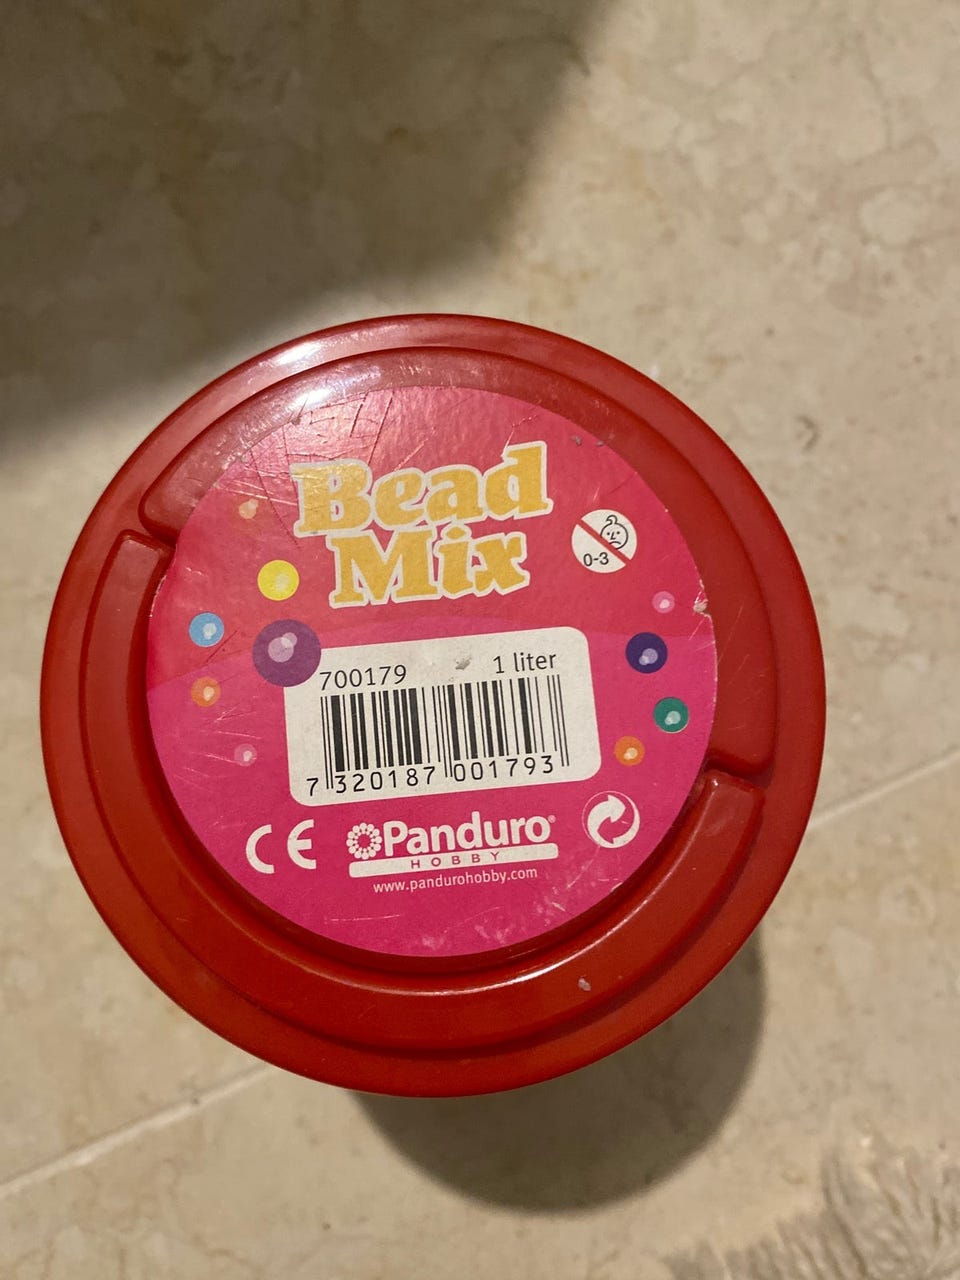 Bead
Mix
0-3
700179 1 liter
7 320187 001793
CE Panduro®
HOBBY
www.pandurohobby.com